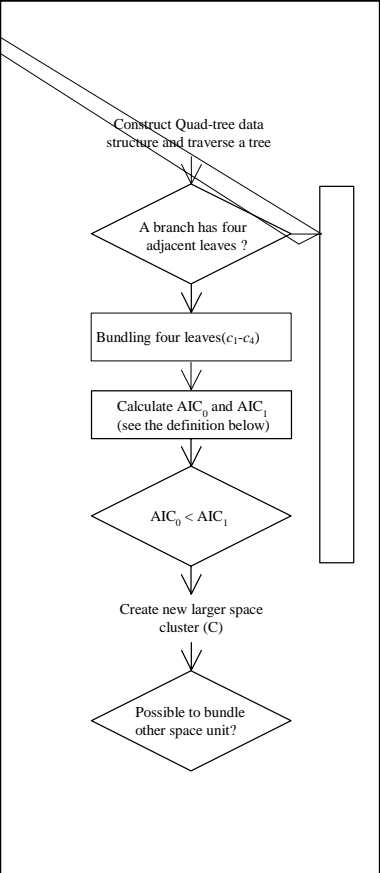 Construct Quad-tree data
structure and traverse a tree
A branch has four
adjacent leaves ?
Bundling four leaves(c₁-c₄)
Calculate AIC₀ and AIC₁
(see the definition below)
AIC₀ < AIC₁
Create new larger space
cluster (C)
Possible to bundle
other space unit?